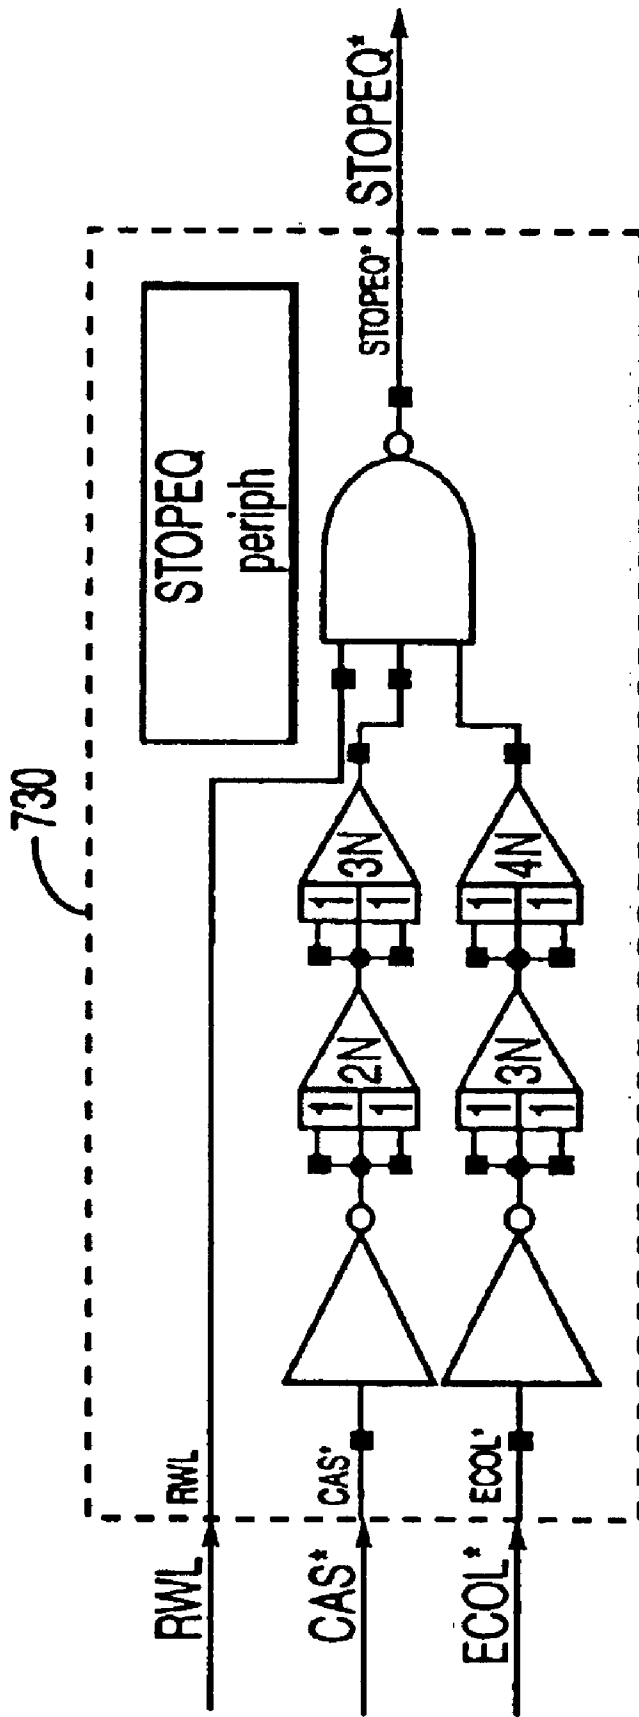 730
STOPEQ
periph
RWL
RWL
CAS*
CAS*
ECOL*
ECOL*
1
1
2N
1
1
3N
1
1
3N
1
1
4N
STOPEQ*
STOPEQ*